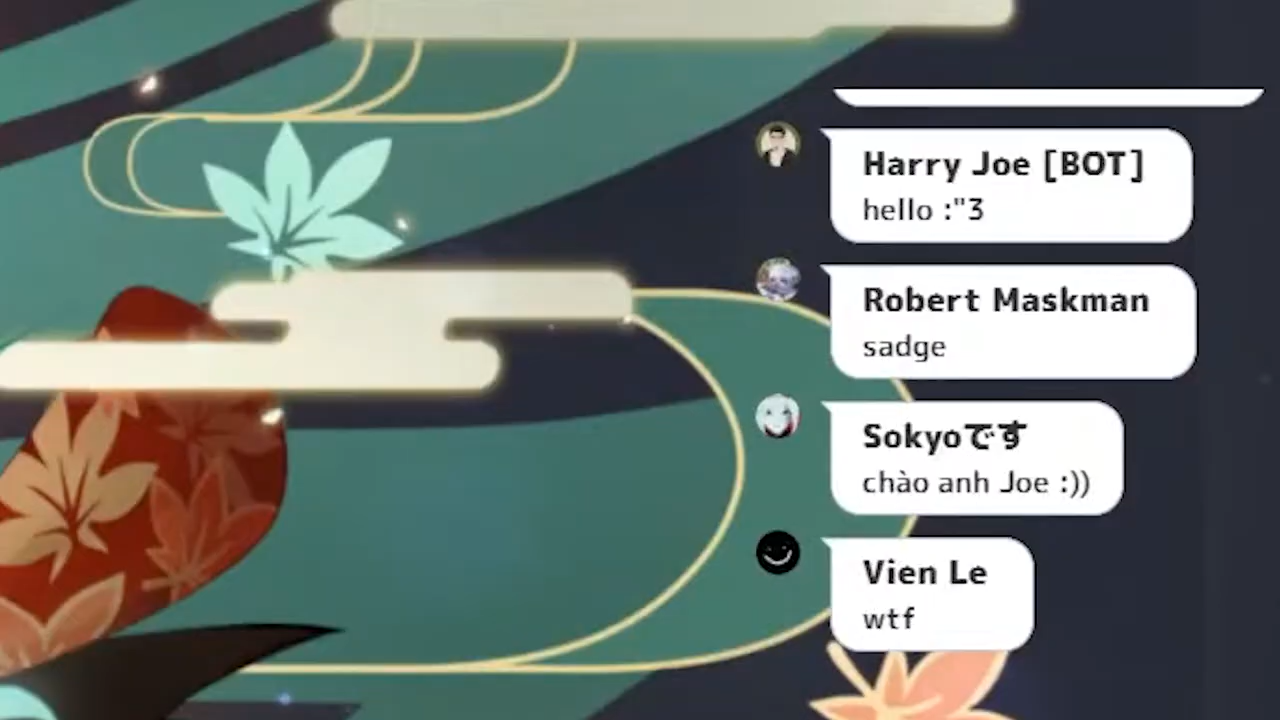 Harry Joe [BOT]
hello :"3
Robert Maskman
sadge
Sokyoです
chào anh Joe :))
Vien Le
wtf